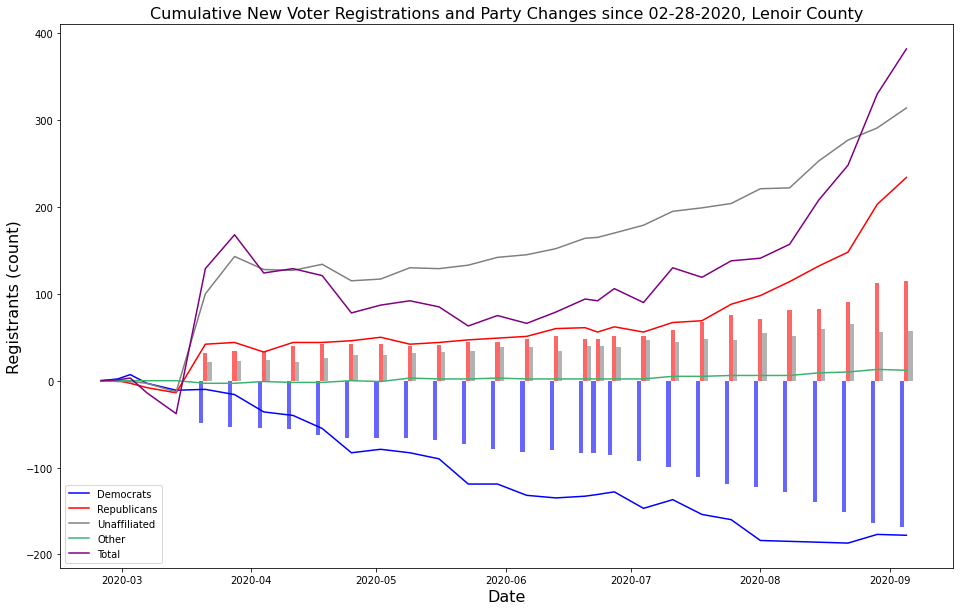 Cumulative New Voter Registrations and Party Changes since 02-28-2020, Lenoir County
Registrants (count)
400
300
200
100
0
−100
−200
Democrats
Republicans
Unaffiliated
Other
Total
2020-03
2020-04
2020-05
2020-06
2020-07
2020-08
2020-09
Date